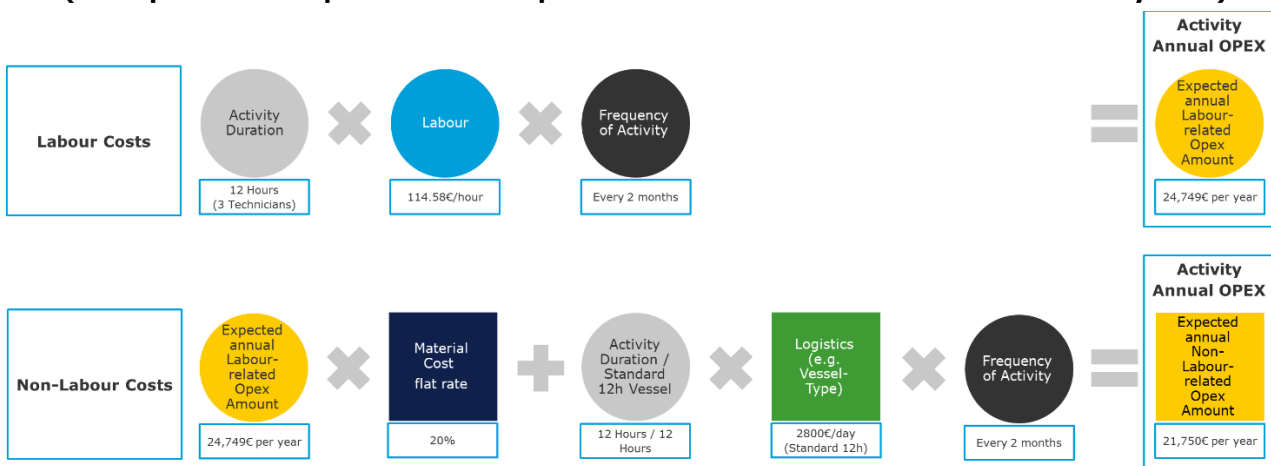 Activity
Annual OPEX
Labour Costs
Activity
Duration
Labour
Frequency
of Activity
Expected
annual
Labour-
related
Opex
Amount
12 Hours
(3 Technicians)
114.58€/hour
Every 2 months
24,749€ per year
Activity
Annual OPEX
Non-Labour Costs
Expected
annual
Labour-
related
Opex
Amount
Material
Cost
flat rate
Activity
Duration /
Standard
12h Vessel
Logistics
(e.g.
Vessel-
Type)
Frequency
of Activity
Expected
annual
Non-
Labour-
related
Opex
Amount
24,749€ per year
20%
12 Hours / 12
Hours
2800€/day
(Standard 12h)
Every 2 months
21,750€ per year